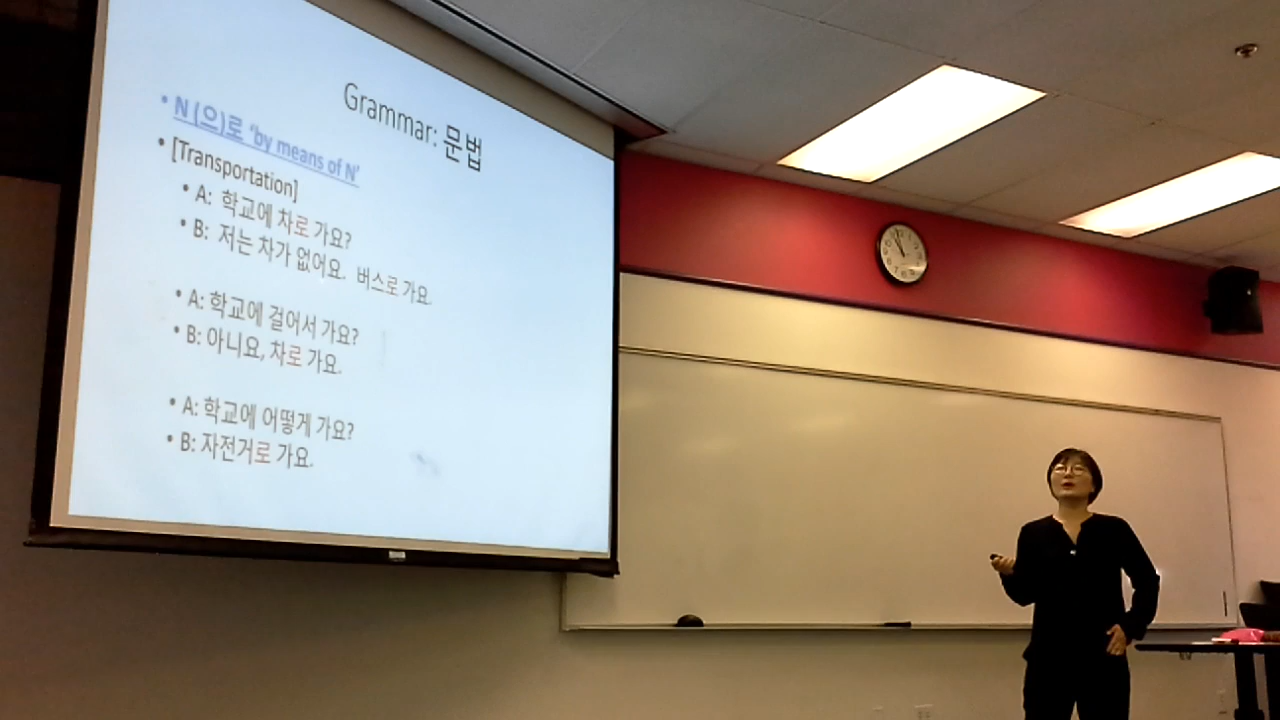 Grammar: 문법
• N (으)로 ‘by means of N’
• [Transportation]
• A: 학교에 차로 가요?
• B: 저는 차가 없어요. 버스로 가요.
• A: 학교에 걸어서 가요?
• B: 아니요, 차로 가요.
• A: 학교에 어떻게 가요?
• B: 자전거로 가요.